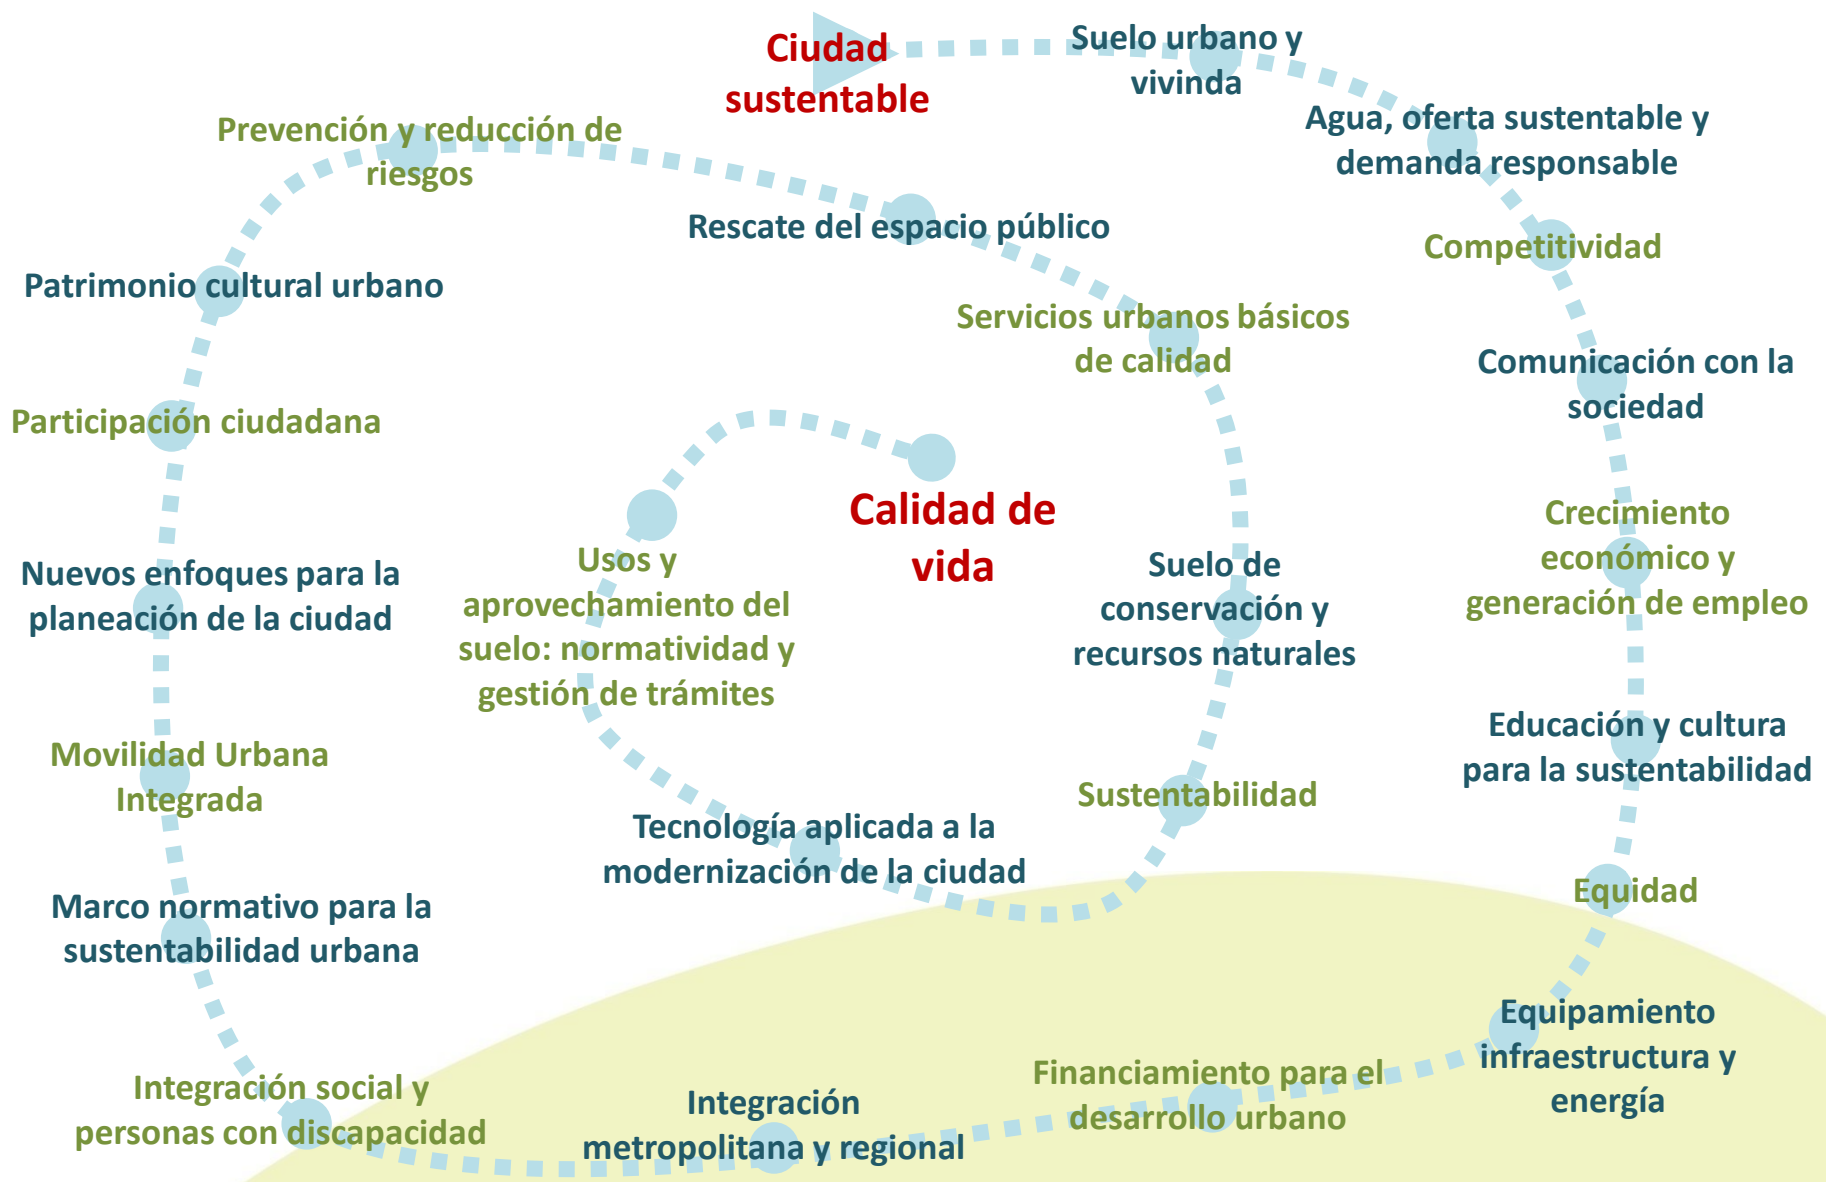 Ciudad
sustentable
Suelo urbano y
vivinda
Agua, oferta sustentable y
demanda responsable
Competitividad
Comunicación con la
sociedad
Crecimiento
económico y
generación de empleo
Educación y cultura
para la sustentabilidad
Equidad
Equipamiento
infraestructura y
energía
Financiamiento para el
desarrollo urbano
Integración
metropolitana y regional
Integración social y
personas con discapacidad
Marco normativo para la
sustentabilidad urbana
Movilidad Urbana
Integrada
Nuevos enfoques para la
planeación de la ciudad
Participación ciudadana
Patrimonio cultural urbano
Prevención y reducción de
riesgos
Rescate del espacio público
Servicios urbanos básicos
de calidad
Suelo de
conservación y
recursos naturales
Sustentabilidad
Tecnología aplicada a la
modernización de la ciudad
Usos y
aprovechamiento del
suelo: normatividad y
gestión de trámites
Calidad de
vida